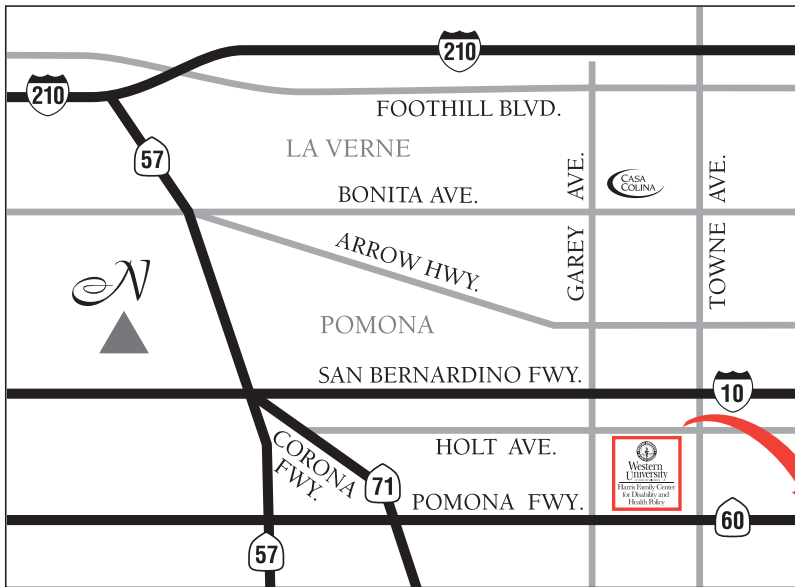 210
210
FOOTHILL BLVD.
57
LA VERNE
CASA
COLINA
BONITA AVE.
GAREY AVE.
TOWNE AVE.
ARROW HWY.
N
POMONA
SAN BERNARDINO FWY.
10
HOLT AVE.
CORONA
FWY.
Western
University
Harris Family Center
for Disability and
Health Policy
71
POMONA FWY.
60
57